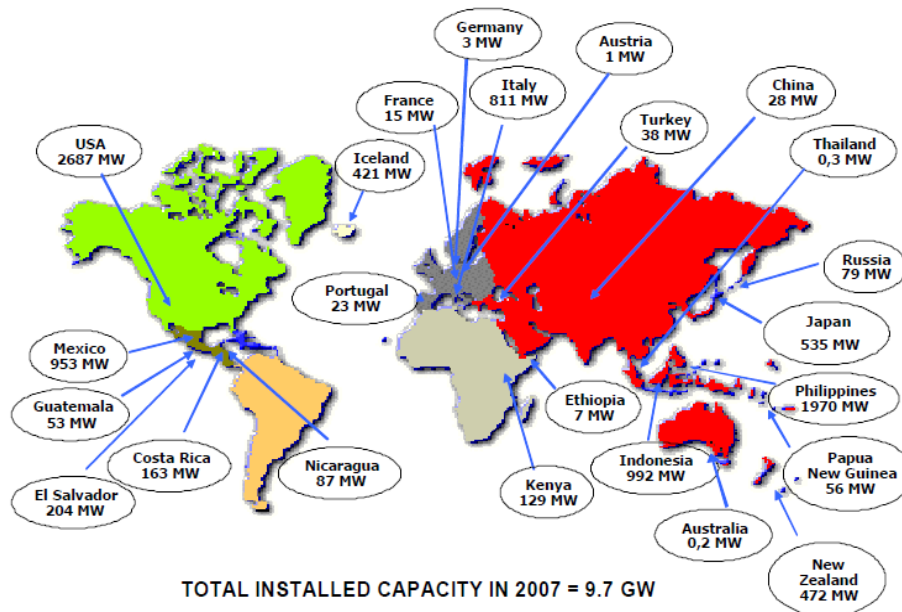 Germany
3 MW
Austria
1 MW
France
15 MW
Italy
811 MW
China
28 MW
USA
2687 MW
Iceland
421 MW
Turkey
38 MW
Thailand
0,3 MW
Russia
79 MW
Portugal
23 MW
Japan
535 MW
Mexico
953 MW
Guatemala
53 MW
Ethiopia
7 MW
Philippines
1970 MW
Costa Rica
163 MW
Nicaragua
87 MW
Indonesia
992 MW
Kenya
129 MW
Papua
New Guinea
56 MW
El Salvador
204 MW
Australia
0,2 MW
New
Zealand
472 MW
TOTAL INSTALLED CAPACITY IN 2007 = 9.7 GW